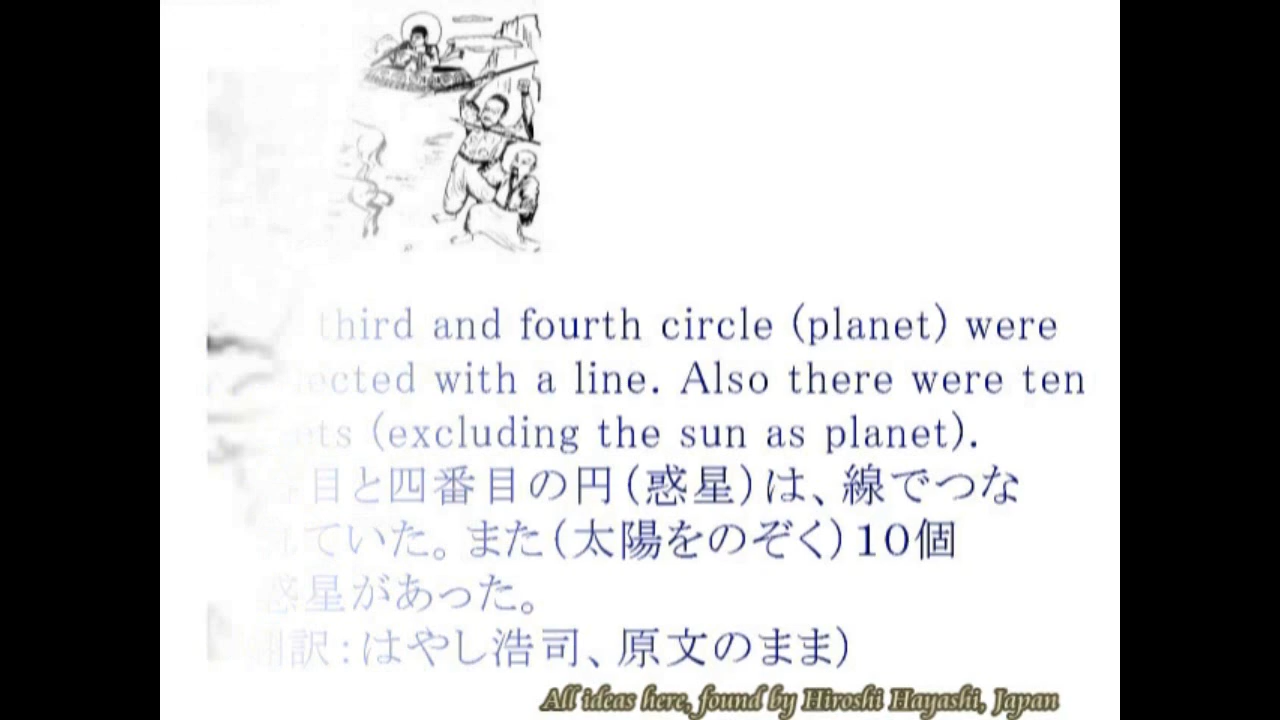 third and fourth circle (planet) were
with a line. Also there were ten
(excluding the sun as planet).
目と四番目の円(惑星)は、線でつな
れていた。また(太陽をのぞく)10個
惑星があった。
翻訳:はやし浩司、原文のまま)
All ideas here, found by Hiroshi Hayashi, Japan